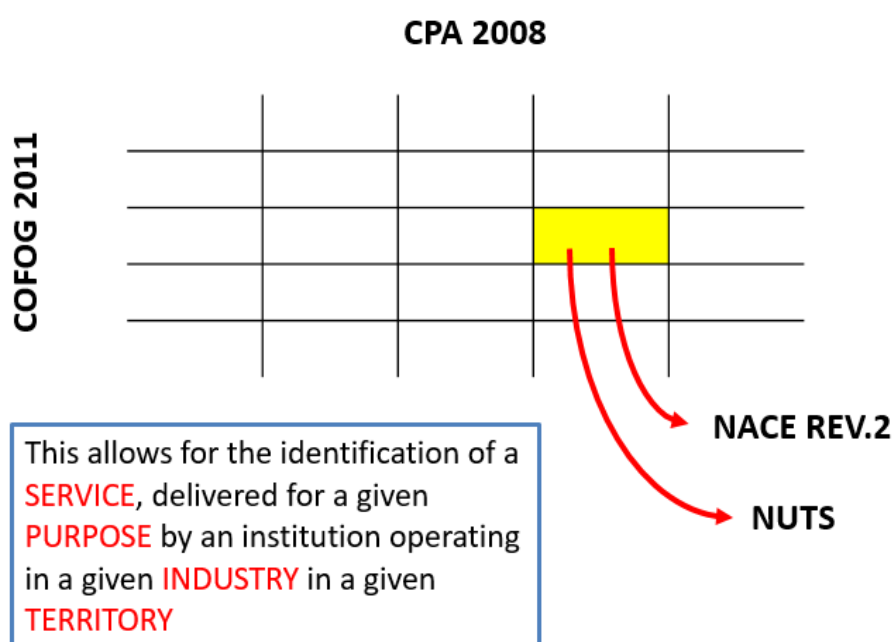 CPA 2008
COFOG 2011
NACE REV.2
NUTS
This allows for the identification of a
SERVICE, delivered for a given
PURPOSE by an institution operating
in a given INDUSTRY in a given
TERRITORY